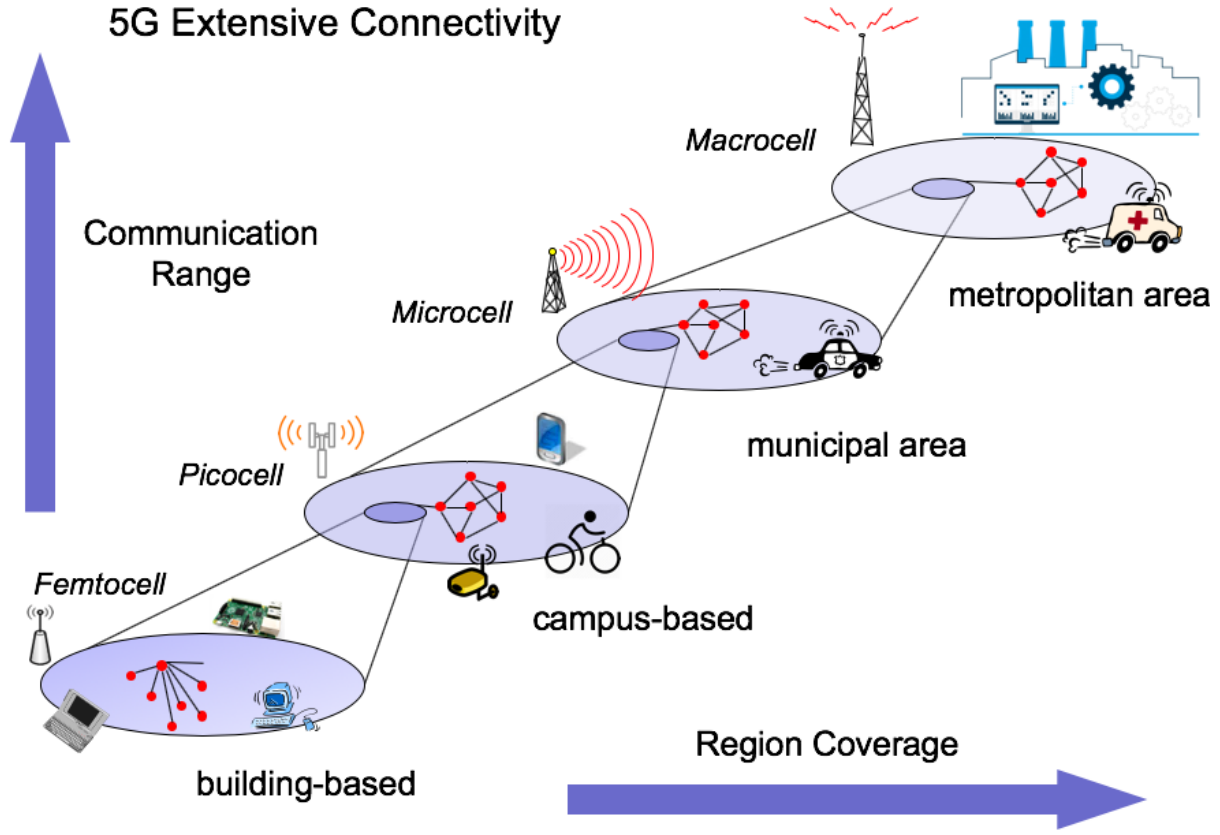 5G Extensive Connectivity
Macrocell
Communication
Range
metropolitan area
Microcell
municipal area
Picocell
Femtocell
campus-based
Region Coverage
building-based